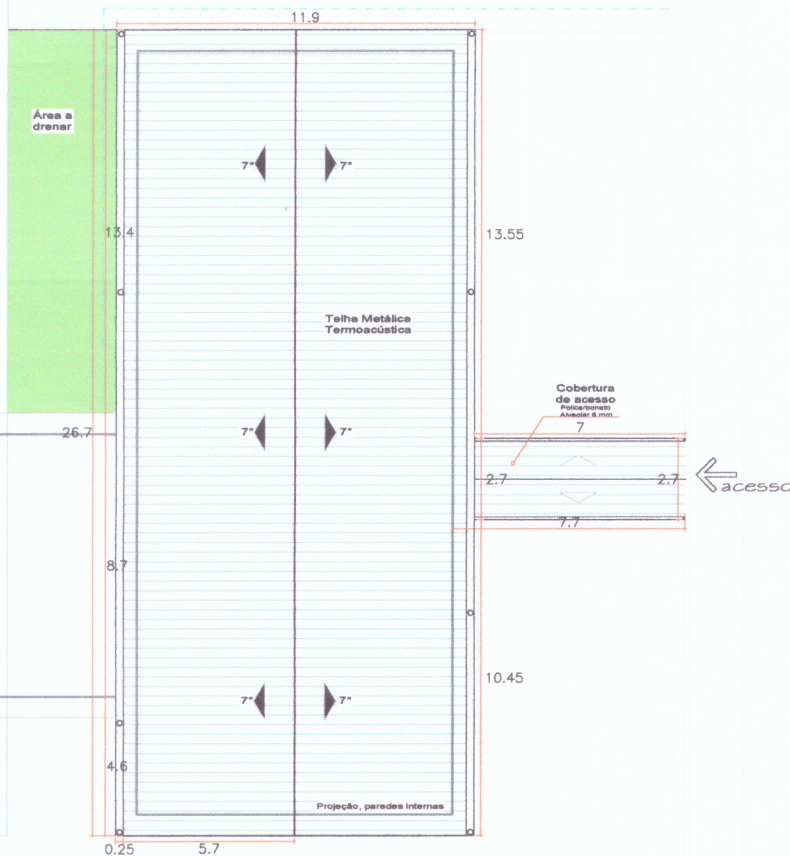 11.9
Área a
drenar
7°
7°
13.4
13.55
Telha Metálica
Termoacústica
Cobertura
de acesso
Policarbonato
Alveolar 6 mm
7
26.7
7°
7°
2.7
2.7
acesso
7.7
8.7
10.45
7°
7°
4.6
Projeção, paredes internas
0.25
5.7